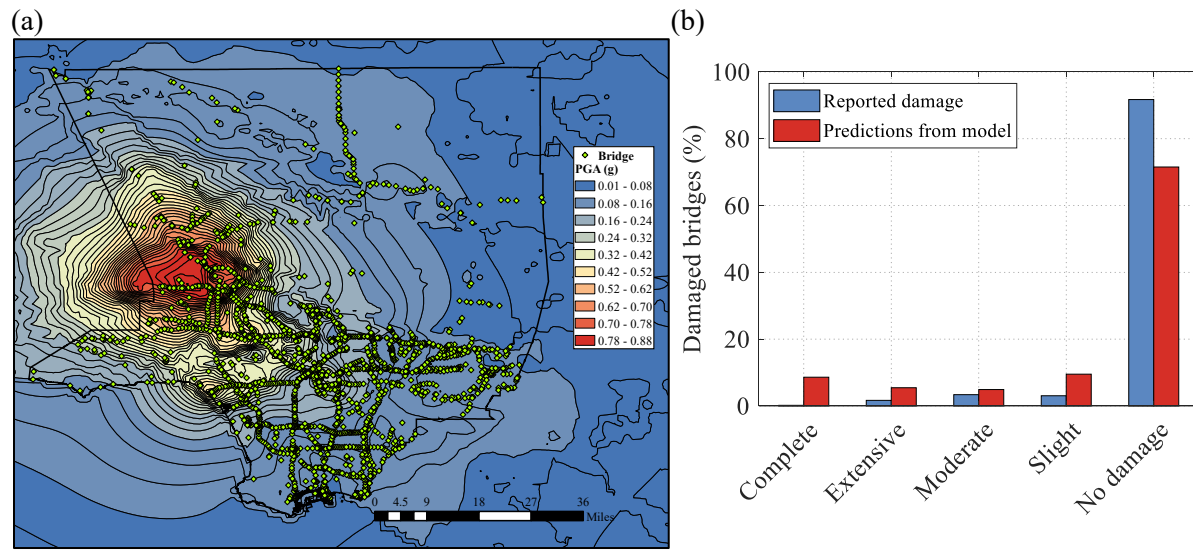 (a)
Bridge
PGA (g)
0.01 - 0.08
0.08 - 0.16
0.16 - 0.24
0.24 - 0.32
0.32 - 0.42
0.42 - 0.52
0.52 - 0.62
0.62 - 0.70
0.70 - 0.78
0.78 - 0.88
0 4.5 9 18 27 36
Miles
(b)
Damaged bridges (%)
100
80
60
40
20
0
Reported damage
Predictions from model
Complete
Extensive
Moderate
Slight
No damage